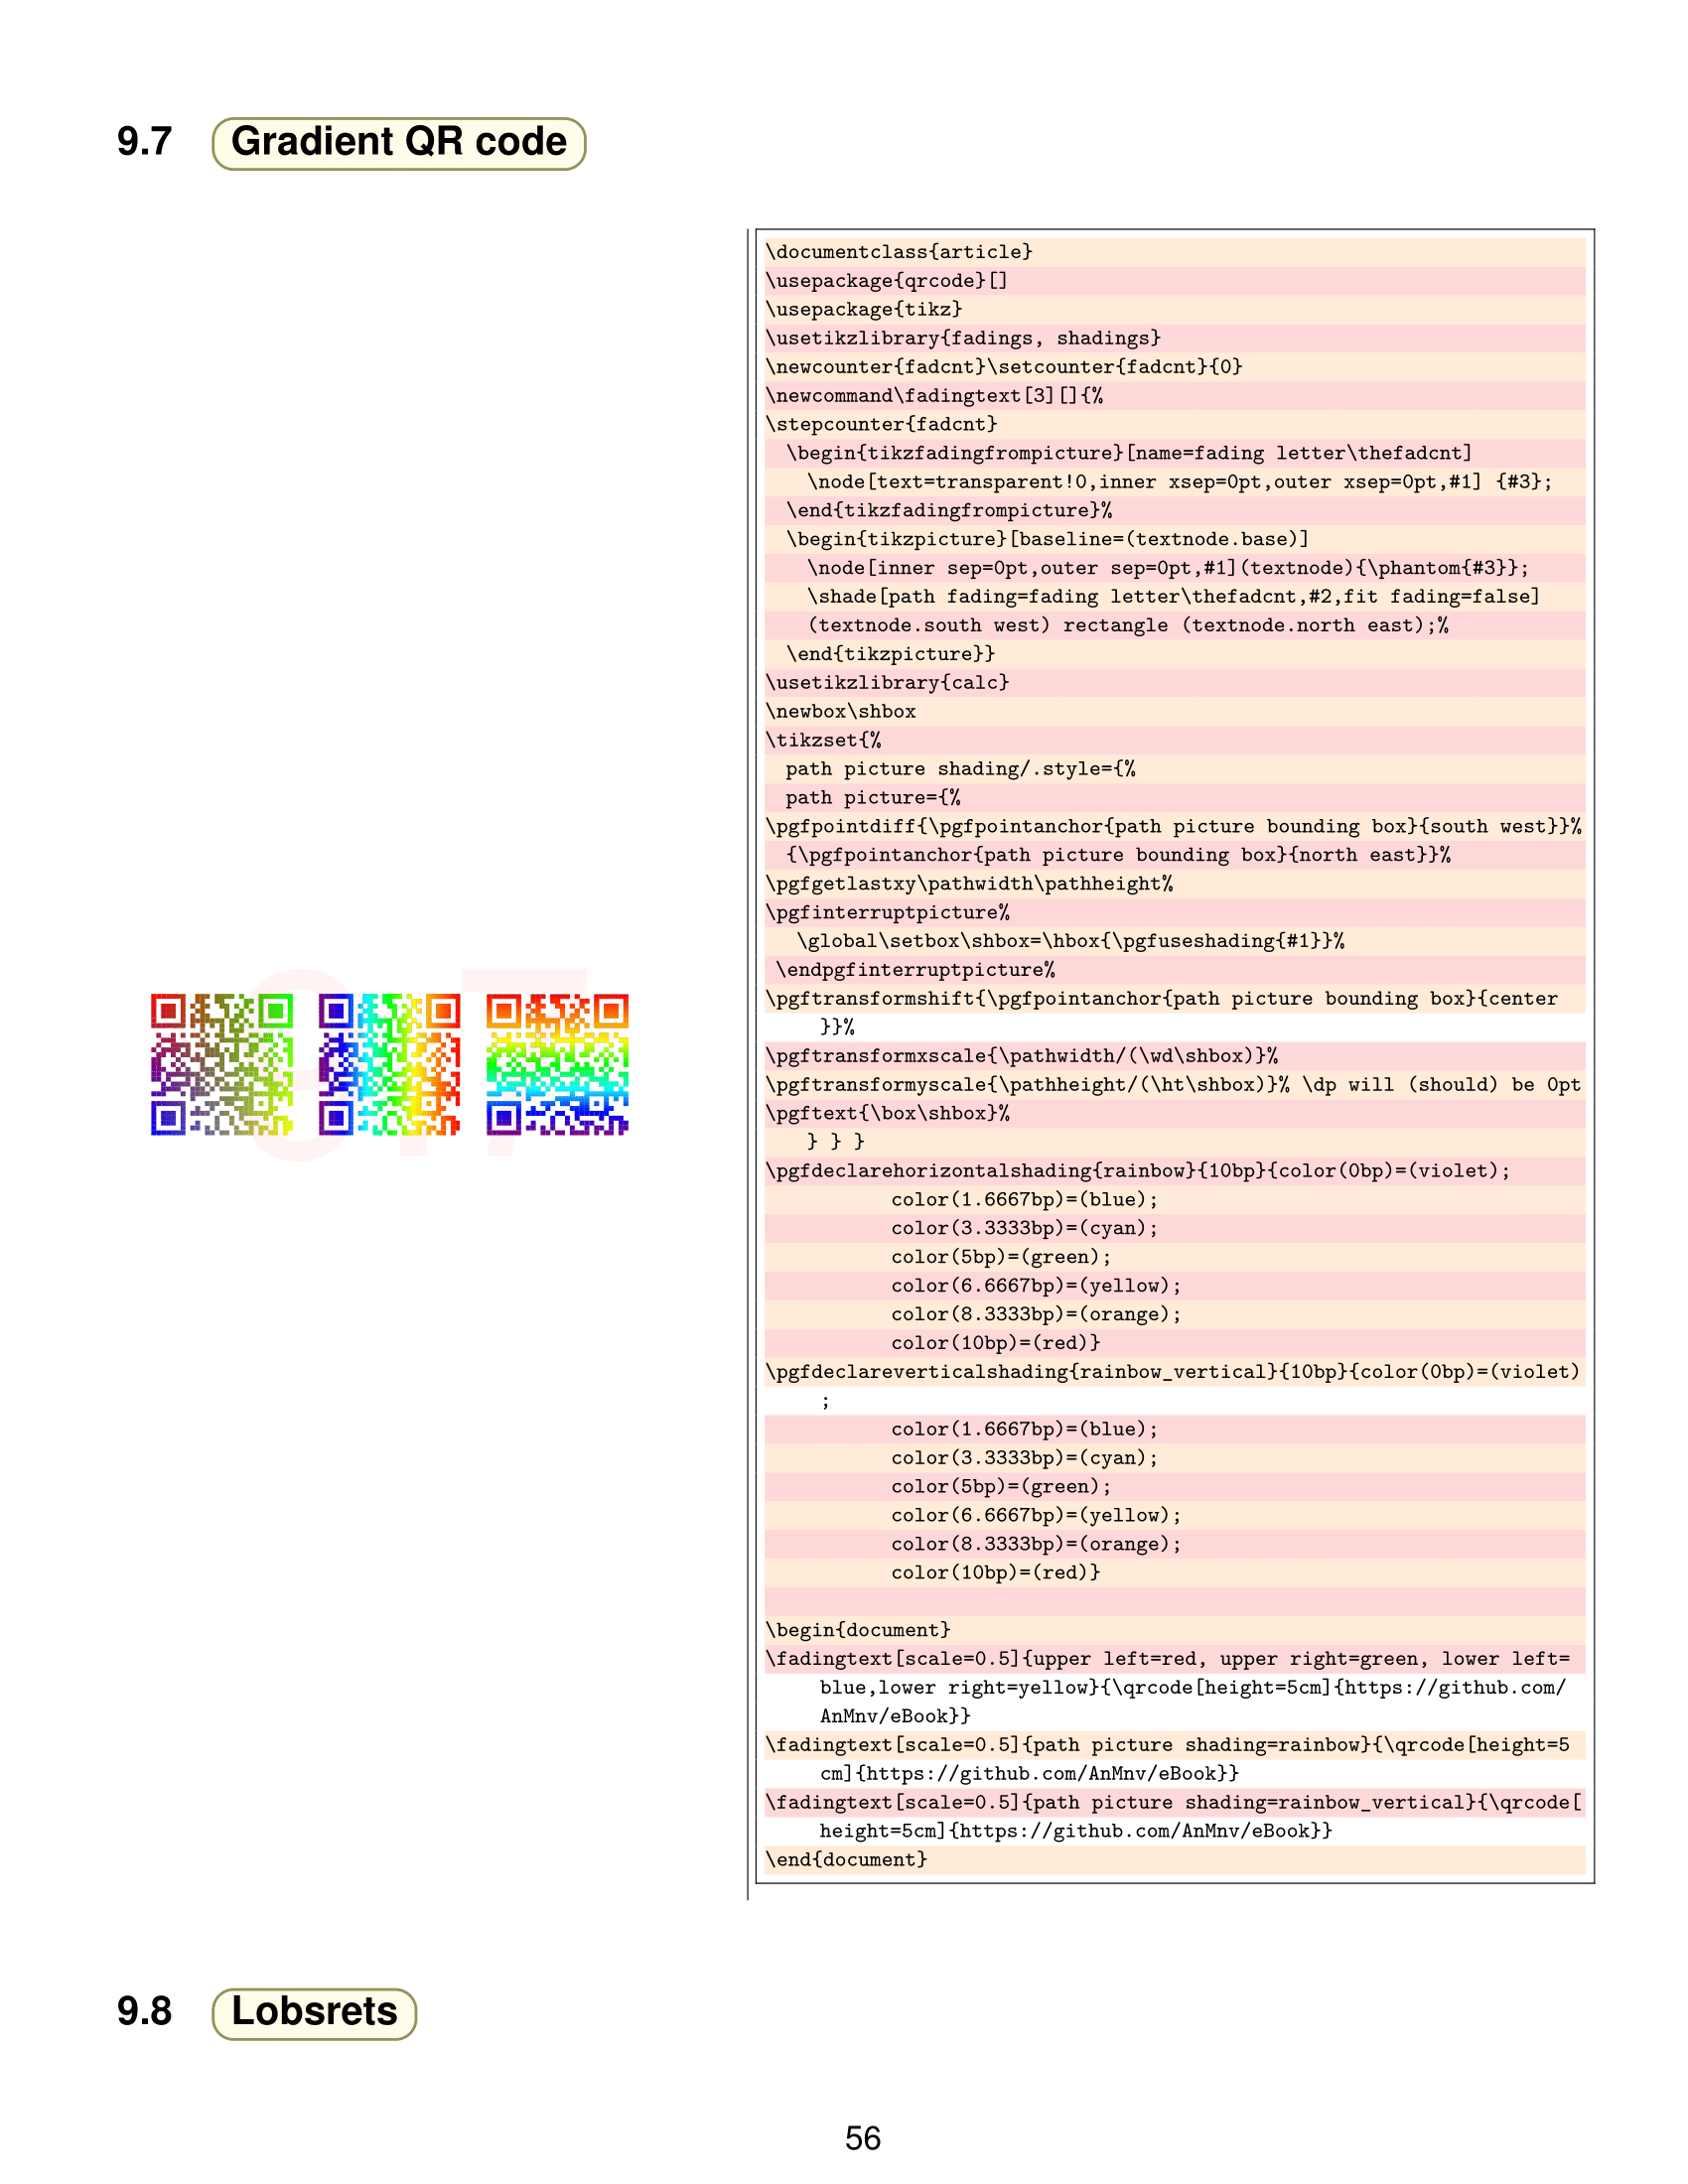 9.7 Gradient QR code
\documentclass{article}
\usepackage{qrcode}[]
\usepackage{tikz}
\usetikzlibrary{fadings, shadings}
\newcounter{fadcnt}\setcounter{fadcnt}{0}
\newcommand\fadingtext[3][]{%
\stepcounter{fadcnt}
  \begin{tikzfadingfrompicture}[name=fading letter\thefadcnt]
    \node[text=transparent!0,inner xsep=0pt,outer xsep=0pt,#1] {#3};
  \end{tikzfadingfrompicture}%
  \begin{tikzpicture}[baseline=(textnode.base)]
    \node[inner sep=0pt,outer sep=0pt,#1](textnode){\phantom{#3}};
    \shade[path fading=fading letter\thefadcnt,#2,fit fading=false]
    (textnode.south west) rectangle (textnode.north east);%
  \end{tikzpicture}}
\usetikzlibrary{calc}
\newbox\shbox
\tikzset{%
  path picture shading/.style={%
  path picture={%
\pgfpointdiff{\pgfpointanchor{path picture bounding box}{south west}}%
  {\pgfpointanchor{path picture bounding box}{north east}}%
\pgfgetlastxy\pathwidth\pathheight%
\pgfinterruptpicture%
   \global\setbox\shbox=\hbox{\pgfuseshading{#1}}%
 \endpgfinterruptpicture%
\pgftransformshift{\pgfpointanchor{path picture bounding box}{center
     }}%
\pgftransformxscale{\pathwidth/(\wd\shbox)}%
\pgftransformyscale{\pathheight/(\ht\shbox)}% \dp will (should) be 0pt
\pgftext{\box\shbox}%
    } } }
\pgfdeclarehorizontalshading{rainbow}{10bp}{color(0bp)=(violet);
            color(1.6667bp)=(blue);
            color(3.3333bp)=(cyan);
            color(5bp)=(green);
            color(6.6667bp)=(yellow);
            color(8.3333bp)=(orange);
            color(10bp)=(red)}
\pgfdeclareverticalshading{rainbow_vertical}{10bp}{color(0bp)=(violet)
     ;
            color(1.6667bp)=(blue);
            color(3.3333bp)=(cyan);
            color(5bp)=(green);
            color(6.6667bp)=(yellow);
            color(8.3333bp)=(orange);
            color(10bp)=(red)}
\begin{document}
\fadingtext[scale=0.5]{upper left=red, upper right=green, lower left=
     blue,lower right=yellow}{\qrcode[height=5cm]{https://github.com/
     AnMnv/eBook}}
\fadingtext[scale=0.5]{path picture shading=rainbow}{\qrcode[height=5
     cm]{https://github.com/AnMnv/eBook}}
\fadingtext[scale=0.5]{path picture shading=rainbow_vertical}{\qrcode[
     height=5cm]{https://github.com/AnMnv/eBook}}
\end{document}
9.7
9.8 Lobsrets
56